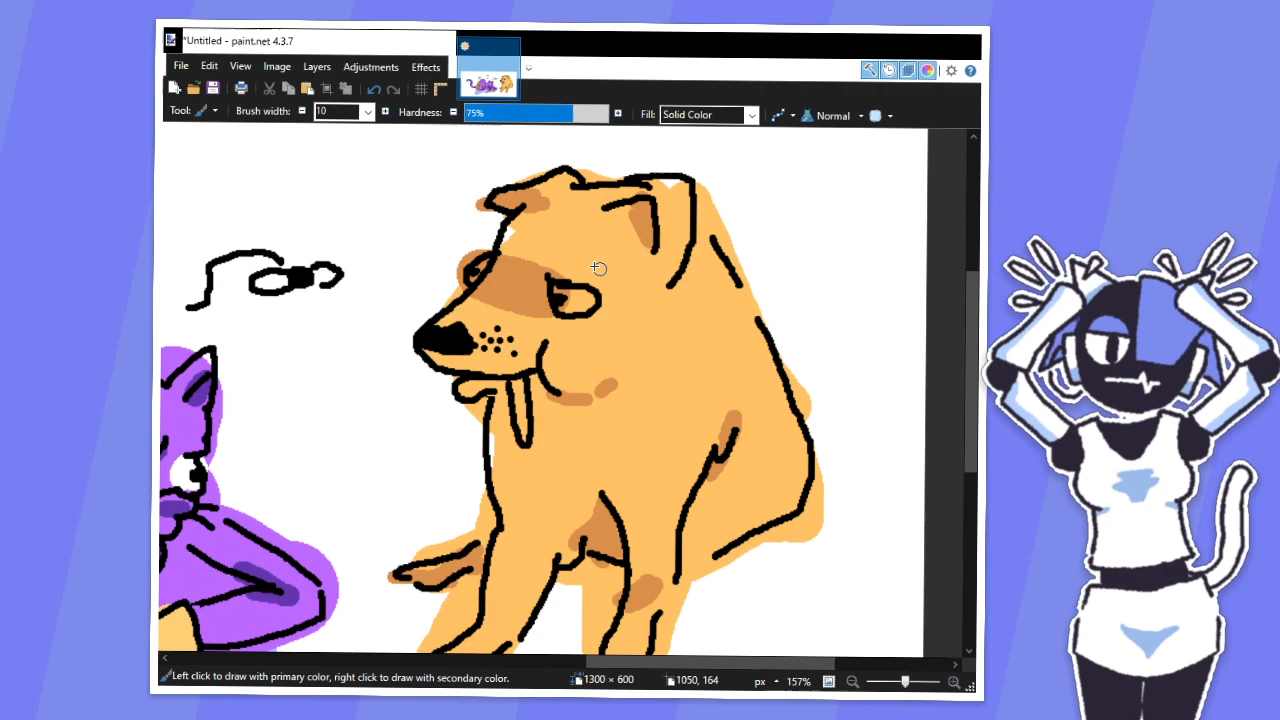 *Untitled - paint.net 4.3.7
File Edit View Image Layers Adjustments Effects
Tool: Brush width: 10 Hardness: 75% Fill: Solid Color Normal
Left click to draw with primary color, right click to draw with secondary color. 1300 × 600 1050, 164 px 157%